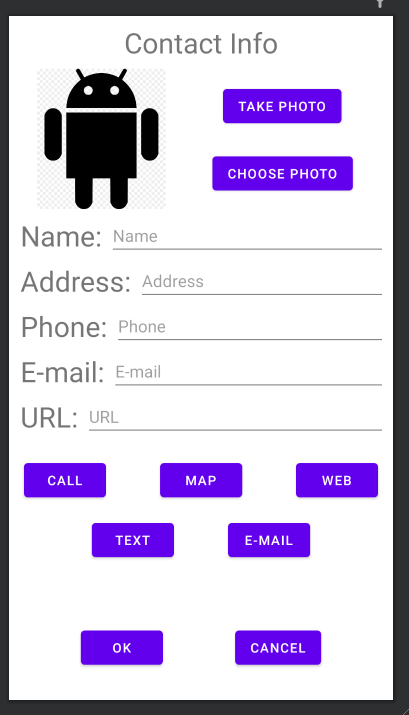 Contact Info
TAKE PHOTO
CHOOSE PHOTO
Name: Name
Address: Address
Phone: Phone
E-mail: E-mail
URL: URL
CALL MAP WEB
TEXT E-MAIL
OK CANCEL